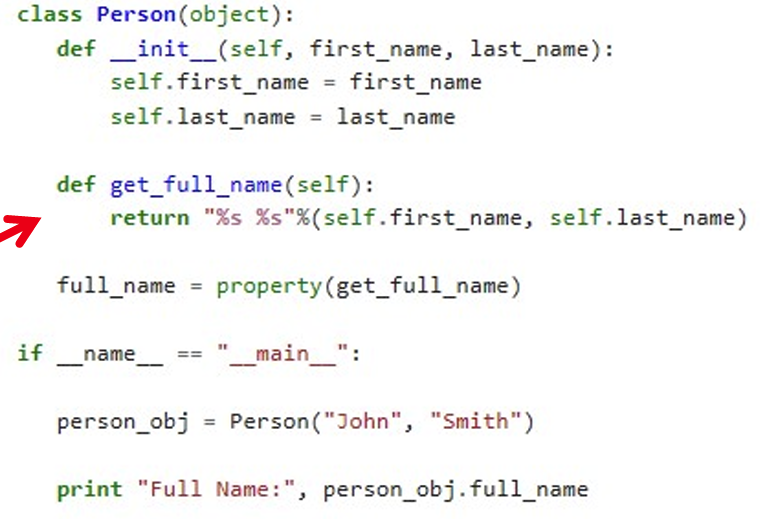 class Person(object):
    def __init__(self, first_name, last_name):
        self.first_name = first_name
        self.last_name = last_name
    def get_full_name(self):
        return "%s %s"%(self.first_name, self.last_name)
    full_name = property(get_full_name)
if __name__ == "__main__":
    person_obj = Person("John", "Smith")
    print "Full Name:", person_obj.full_name